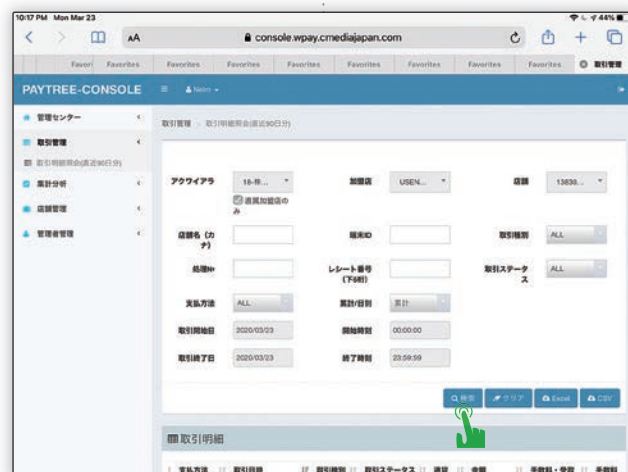 10:17 PM Mon Mar 23
44%
AA
console.wpay.cmediajapan.com
Favori Favorites Favorites Favorites Favorites Favorites Favorites Favorites Favorites 取引管理
PAYTREE-CONSOLE
管理センター
取引管理
取引明細照会(直近90日分)
集計分析
店舗管理
管理者管理
取引管理 取引明細照会(直近90日分)
アクワイアラ 18-株... 加盟店 USEN... 店舗 13830...
直属加盟店の
み
店舗名 (カ
ナ) 端末ID 取引種別 ALL
処理№ レシート番号
(下6桁) 取引ステータ
ス ALL
支払方法 ALL 累計/日別 累計
取引開始日 2020/03/23 開始時刻 00:00:00
取引終了日 2020/03/23 終了時刻 23:59:59
検索 クリア Excel CSV
取引明細
支払方法 取引日時 取引種別 取引ステータス 通貨 金額 手数料・受取 手数料